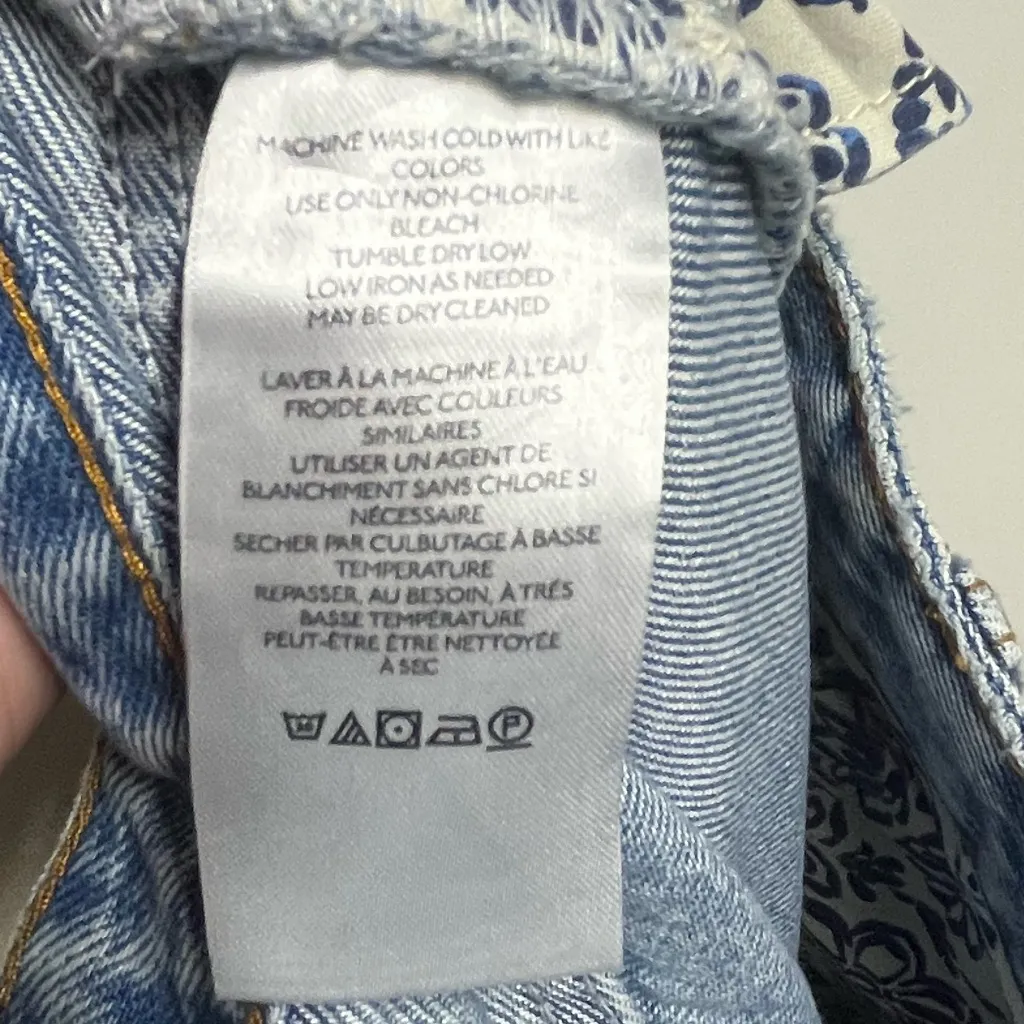 MACHINE WASH COLD WITH LIKE
COLORS
USE ONLY NON-CHLORINE
BLEACH
TUMBLE DRY LOW
LOW IRON AS NEEDED
MAY BE DRY CLEANED
LAVER À LA MACHINE À L'EAU
FROIDE AVEC COULEURS
SIMILAIRES
UTILISER UN AGENT DE
BLANCHIMENT SANS CHLORE SI
NÉCESSAIRE
SECHER PAR CULBUTAGE À BASSE
TEMPERATURE
REPASSER, AU BESOIN, À TRÉS
BASSE TEMPÉRATURE
PEUT-ÊTRE ÊTRE NETTOYÉE
À SEC
P